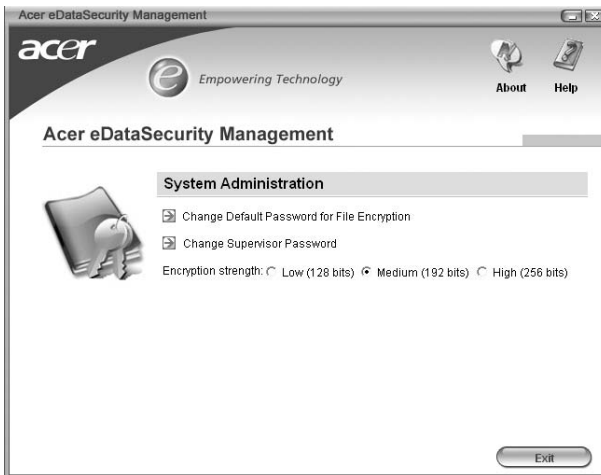 Acer eDataSecurity Management
acer
e Empowering Technology
About Help
Acer eDataSecurity Management
System Administration
Change Default Password for File Encryption
Change Supervisor Password
Encryption strength: Low (128 bits) Medium (192 bits) High (256 bits)
Exit